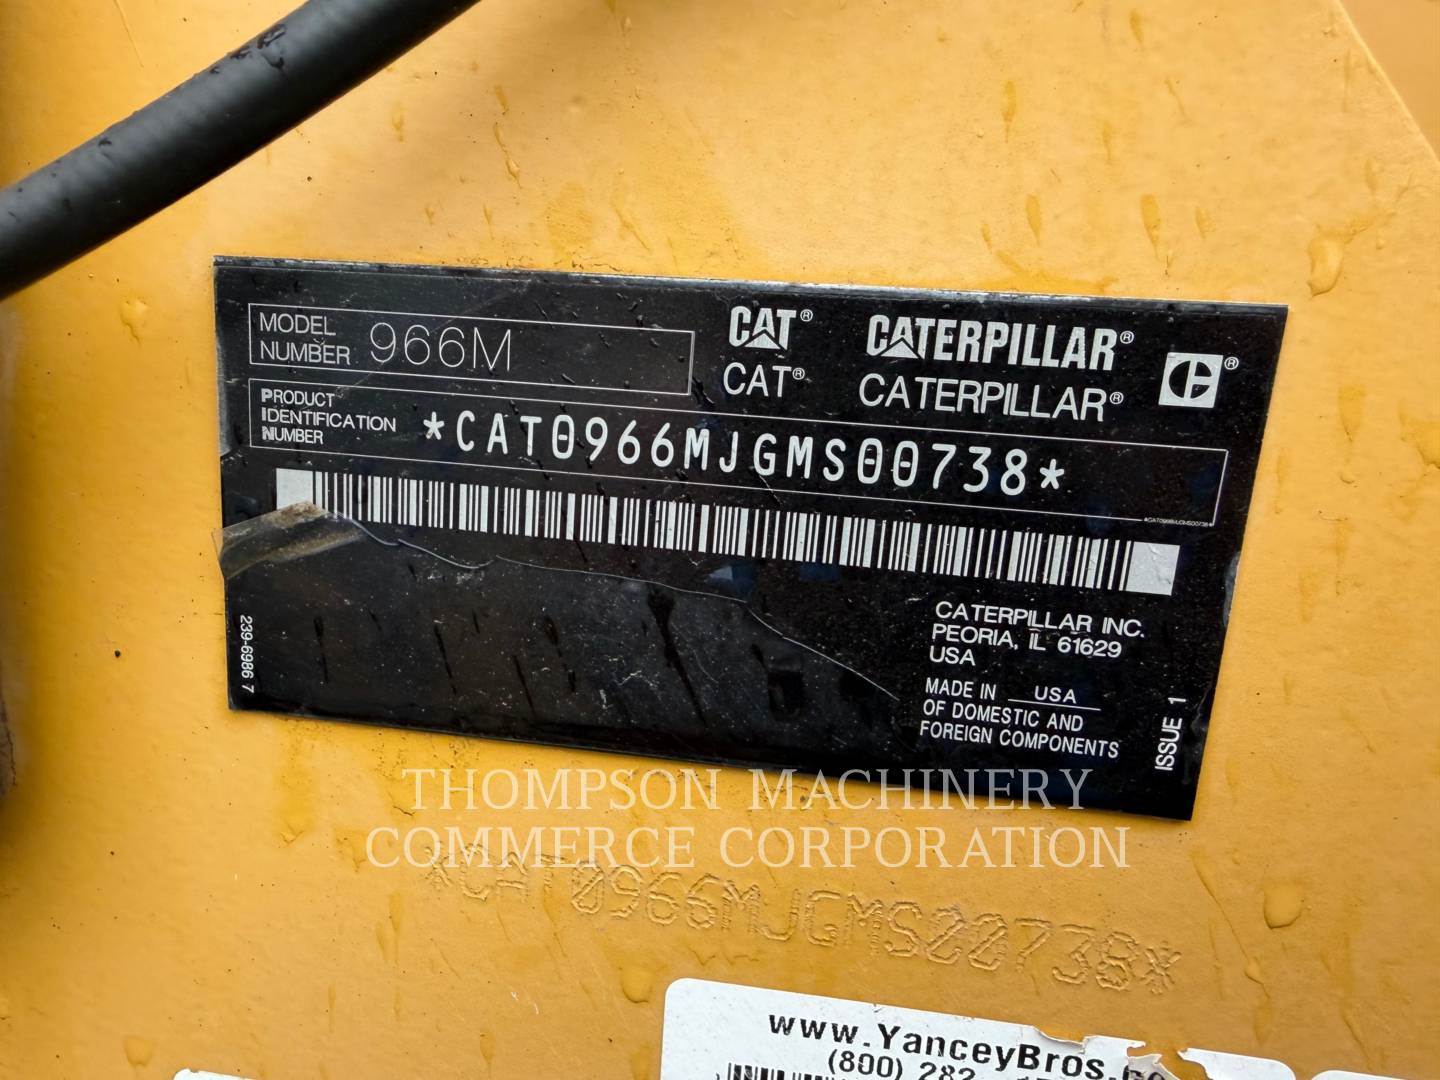 MODEL
NUMBER 966M
CAT® CATERPILLAR®
CAT® CATERPILLAR®
PRODUCT
IDENTIFICATION
NUMBER
*CAT0966MJGMS00738*
*CAT0966MJGMS00738*
239-6986 7
CATERPILLAR INC.
PEORIA, IL 61629
USA
MADE IN USA
OF DOMESTIC AND
FOREIGN COMPONENTS
ISSUE 1
THOMPSON MACHINERY
COMMERCE CORPORATION
*CAT0966MJGMS00738*
www.YanceyBros.
(800) 282